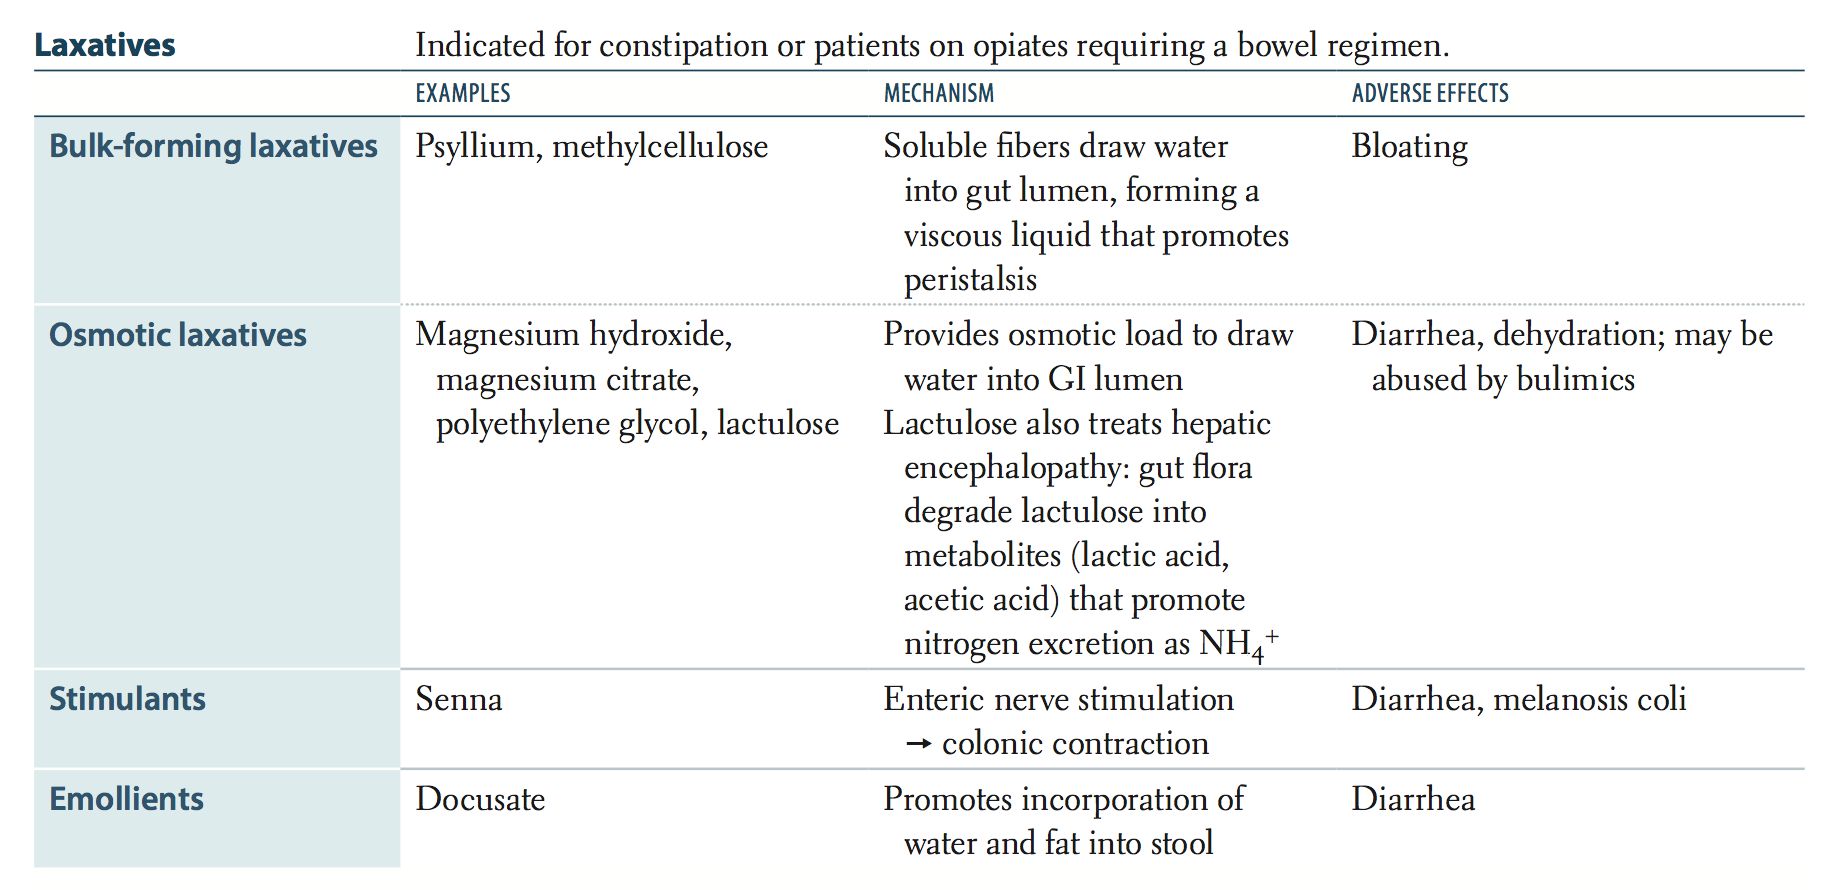 Laxatives Indicated for constipation or patients on opiates requiring a bowel regimen.
EXAMPLES MECHANISM ADVERSE EFFECTS
Bulk-forming laxatives Psyllium, methylcellulose Soluble fibers draw water Bloating
into gut lumen, forming a
viscous liquid that promotes
peristalsis
Osmotic laxatives Magnesium hydroxide, Provides osmotic load to draw Diarrhea, dehydration; may be
magnesium citrate, water into GI lumen abused by bulimics
polyethylene glycol, lactulose Lactulose also treats hepatic
encephalopathy: gut flora
degrade lactulose into
metabolites (lactic acid,
acetic acid) that promote
nitrogen excretion as NH₄⁺
Stimulants Senna Enteric nerve stimulation Diarrhea, melanosis coli
→ colonic contraction
Emollients Docusate Promotes incorporation of Diarrhea
water and fat into stool